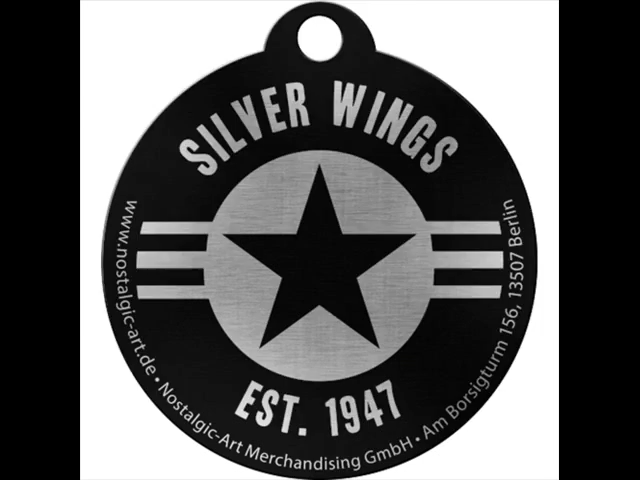 SILVER WINGS
EST. 1947
www.nostalgic-art.de • Nostalgic-Art Merchandising GmbH • Am Borsigturm 156, 13507 Berlin